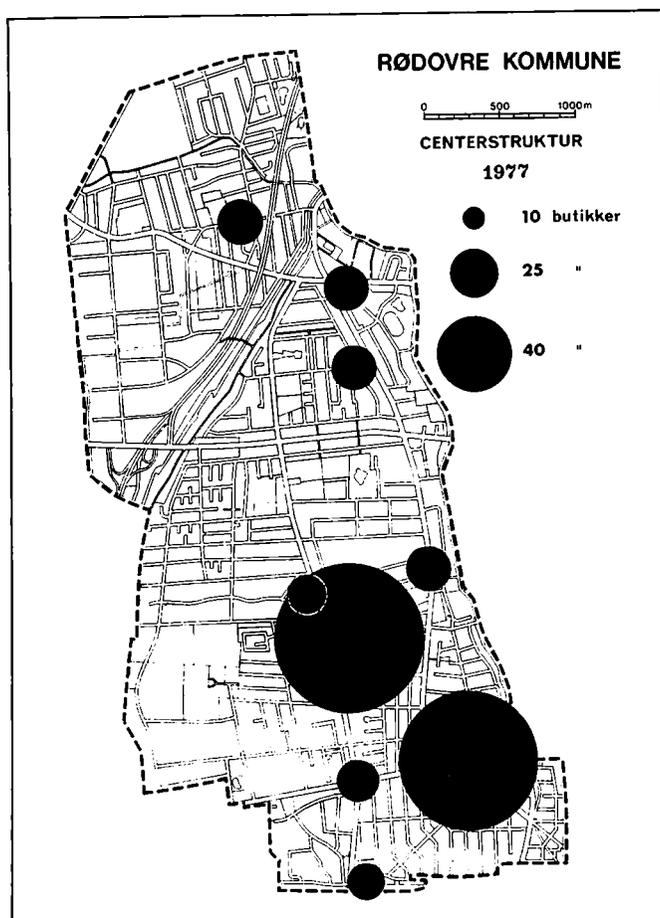 RØDOVRE KOMMUNE
0 500 1000m
CENTERSTRUKTUR
1977
10 butikker
25 "
40 "